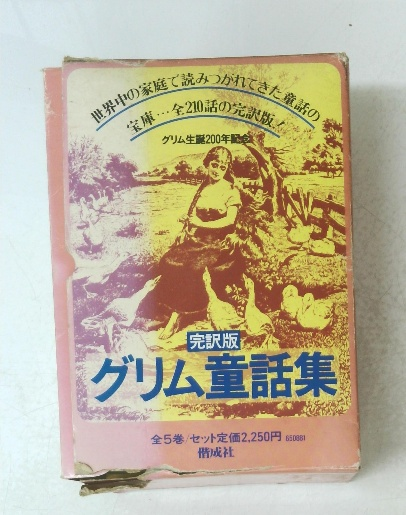 世界中の家庭で読みつがれてきた童話の
宝庫…全210話の完訳版!
グリム生誕200年記念
完訳版
グリム童話集
全5巻/セット定価2,250円 650881
偕成社